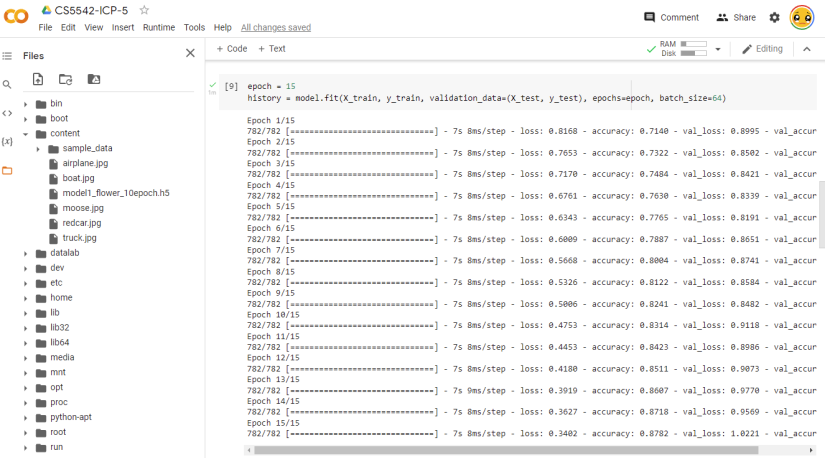 CS5542-ICP-5
File Edit View Insert Runtime Tools Help All changes saved
Comment Share
Files
+ Code + Text
RAM
Disk
Editing
bin
boot
content
sample_data
airplane.jpg
boat.jpg
model1_flower_10epoch.h5
moose.jpg
redcar.jpg
truck.jpg
datalab
dev
etc
home
lib
lib32
lib64
media
mnt
opt
proc
python-apt
root
run
[9] epoch = 15
history = model.fit(X_train, y_train, validation_data=(X_test, y_test), epochs=epoch, batch_size=64)
Epoch 1/15
782/782 [==============================] - 7s 8ms/step - loss: 0.8168 - accuracy: 0.7140 - val_loss: 0.8995 - val_accur
Epoch 2/15
782/782 [==============================] - 7s 8ms/step - loss: 0.7653 - accuracy: 0.7322 - val_loss: 0.8502 - val_accur
Epoch 3/15
782/782 [==============================] - 7s 8ms/step - loss: 0.7170 - accuracy: 0.7484 - val_loss: 0.8421 - val_accur
Epoch 4/15
782/782 [==============================] - 7s 8ms/step - loss: 0.6761 - accuracy: 0.7630 - val_loss: 0.8339 - val_accur
Epoch 5/15
782/782 [==============================] - 7s 8ms/step - loss: 0.6343 - accuracy: 0.7765 - val_loss: 0.8191 - val_accur
Epoch 6/15
782/782 [==============================] - 7s 8ms/step - loss: 0.6009 - accuracy: 0.7887 - val_loss: 0.8651 - val_accur
Epoch 7/15
782/782 [==============================] - 7s 8ms/step - loss: 0.5668 - accuracy: 0.8004 - val_loss: 0.8741 - val_accur
Epoch 8/15
782/782 [==============================] - 7s 8ms/step - loss: 0.5326 - accuracy: 0.8122 - val_loss: 0.8584 - val_accur
Epoch 9/15
782/782 [==============================] - 7s 8ms/step - loss: 0.5006 - accuracy: 0.8241 - val_loss: 0.8482 - val_accur
Epoch 10/15
782/782 [==============================] - 7s 8ms/step - loss: 0.4753 - accuracy: 0.8314 - val_loss: 0.9118 - val_accur
Epoch 11/15
782/782 [==============================] - 7s 8ms/step - loss: 0.4453 - accuracy: 0.8423 - val_loss: 0.8986 - val_accur
Epoch 12/15
782/782 [==============================] - 7s 8ms/step - loss: 0.4180 - accuracy: 0.8511 - val_loss: 0.9073 - val_accur
Epoch 13/15
782/782 [==============================] - 7s 9ms/step - loss: 0.3919 - accuracy: 0.8607 - val_loss: 0.9770 - val_accur
Epoch 14/15
782/782 [==============================] - 7s 8ms/step - loss: 0.3627 - accuracy: 0.8718 - val_loss: 0.9569 - val_accur
Epoch 15/15
782/782 [==============================] - 7s 8ms/step - loss: 0.3402 - accuracy: 0.8782 - val_loss: 1.0221 - val_accur